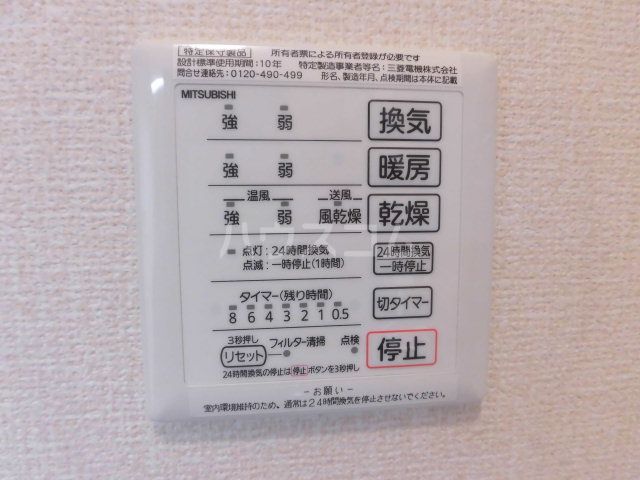 特定保守製品 所有者票による所有者登録が必要です
設計標準使用期間:10年 特定製造事業者等名:三菱電機株式会社
問合せ連絡先:0120-490-499 形名、製造年月、点検期間は本体に記載
MITSUBISHI
強 弱 換気
強 弱 暖房
温風 送風
強 弱 風乾燥 乾燥
点灯:24時間換気
点滅:一時停止(1時間)
24時間換気
一時停止
タイマー(残り時間)
8 6 4 3 2 1 0.5
切タイマー
3秒押し
リセット フィルター清掃 点検
停止
24時間換気の停止は停止ボタンを3秒押し
-お願い-
室内環境維持のため、通常は24時間換気を停止させないでください。
ハウスコム